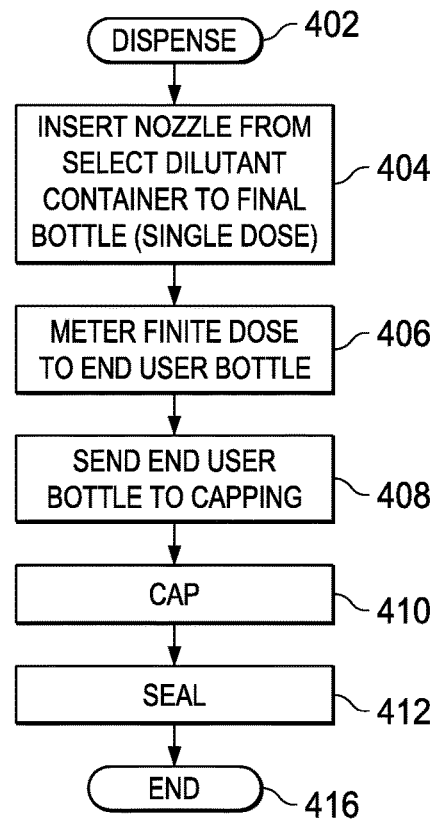 DISPENSE 402
INSERT NOZZLE FROM
SELECT DILUTANT
CONTAINER TO FINAL
BOTTLE (SINGLE DOSE)
404
METER FINITE DOSE
TO END USER BOTTLE
406
SEND END USER
BOTTLE TO CAPPING
408
CAP
410
SEAL
412
END
416